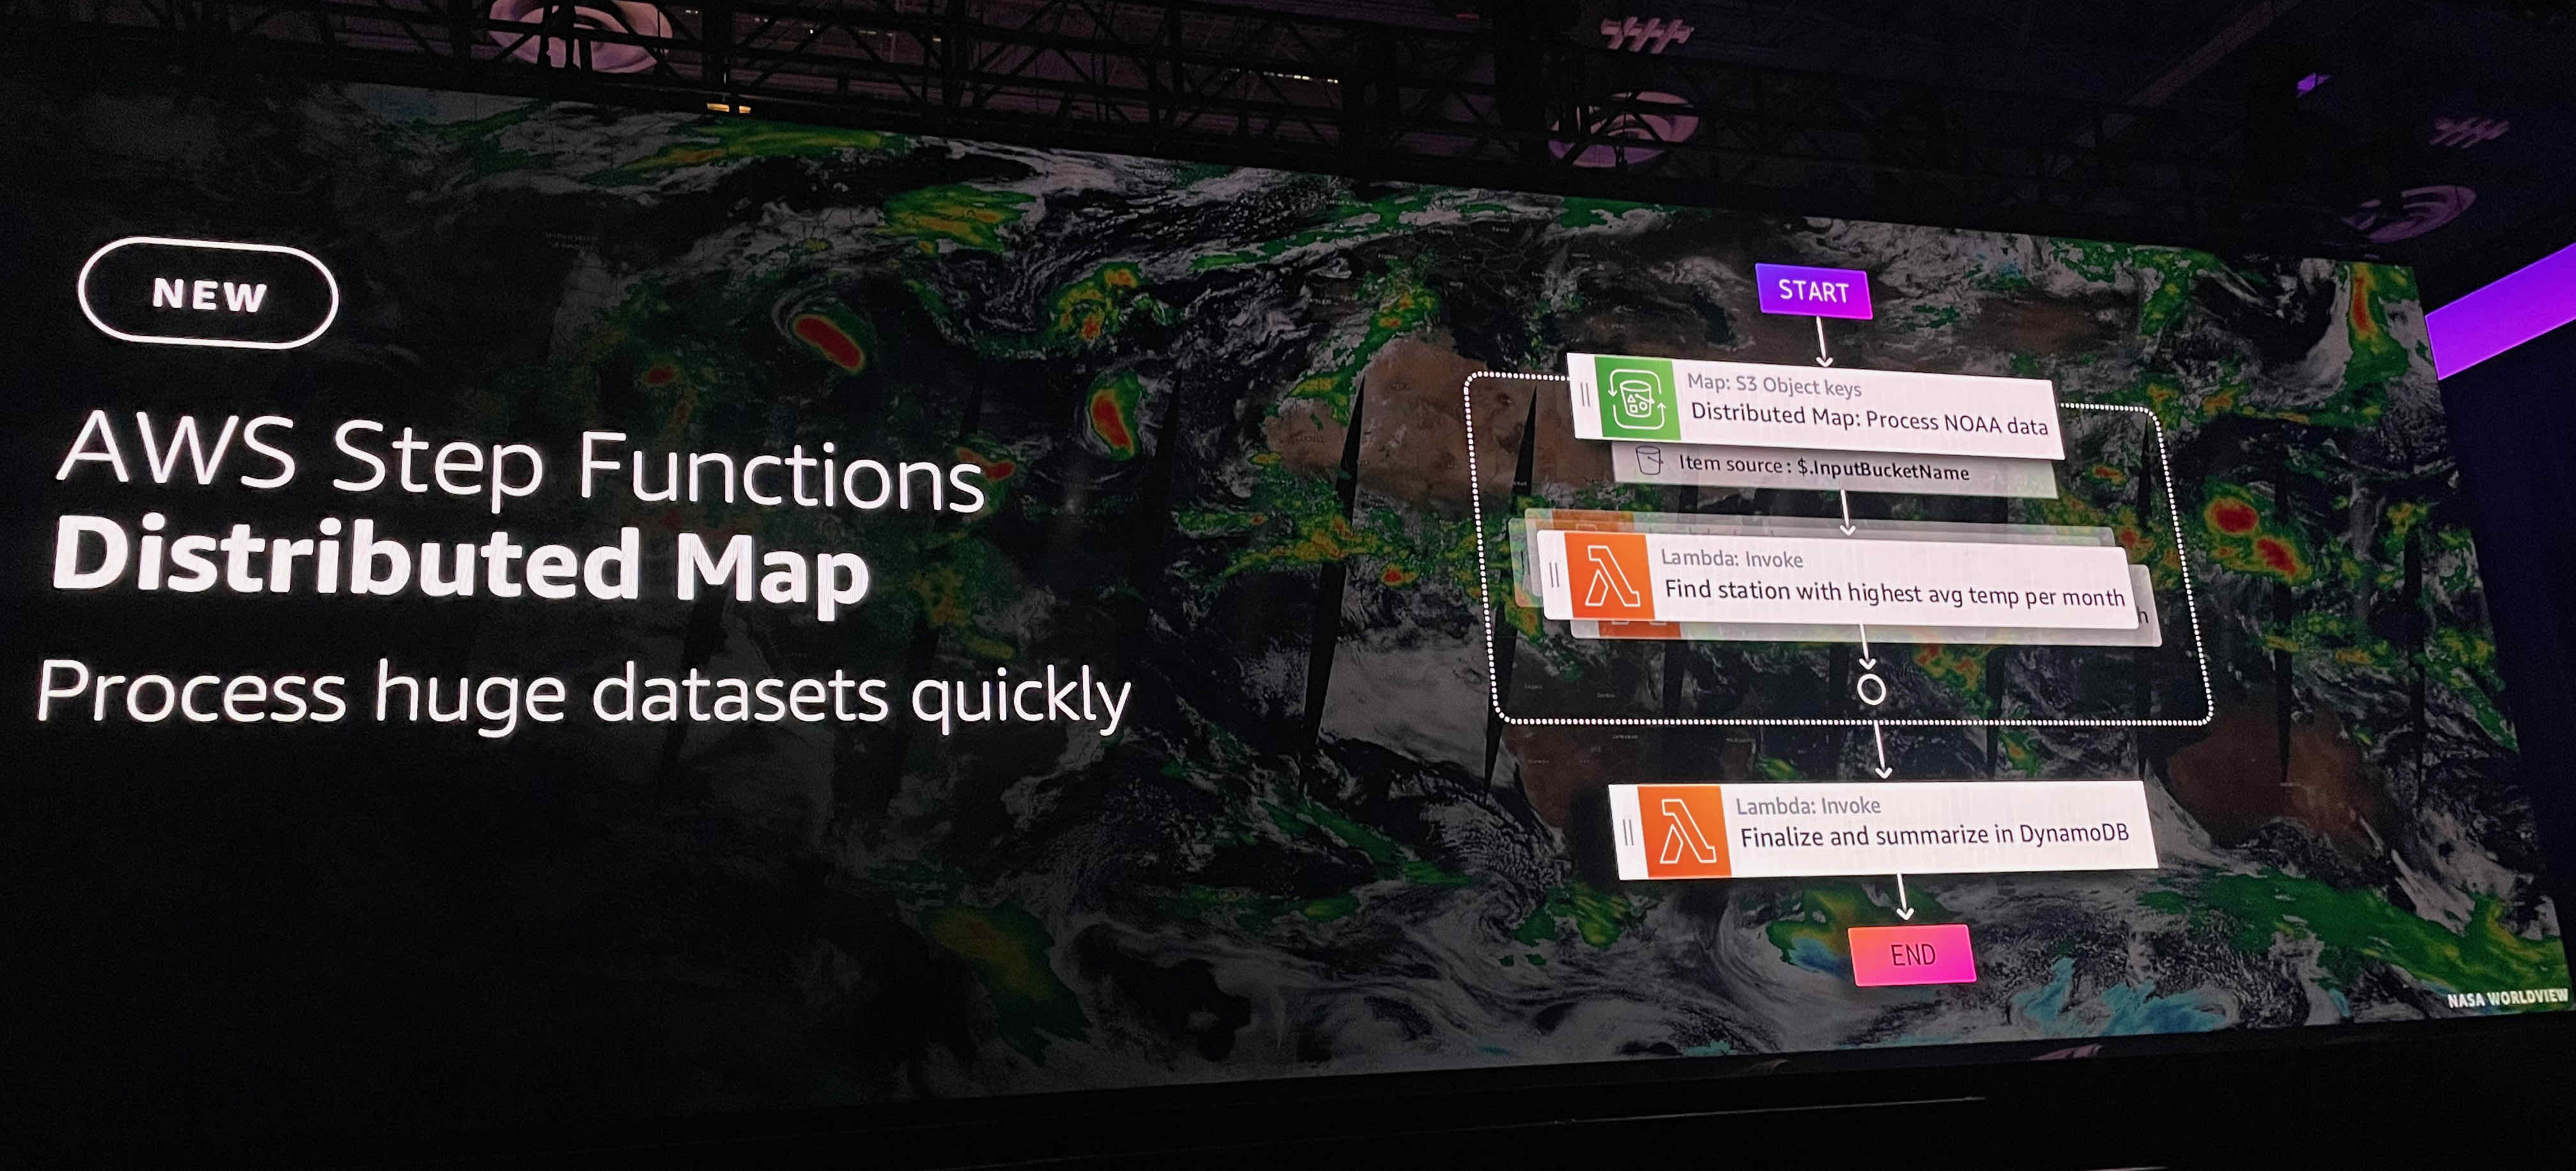 NEW
AWS Step Functions
Distributed Map
Process huge datasets quickly
START
Map: S3 Object keys
Distributed Map: Process NOAA data
Item source: $.InputBucketName
Lambda: Invoke
Find station with highest avg temp per month
h
Lambda: Invoke
Finalize and summarize in DynamoDB
END
NASA WORLDVIEW